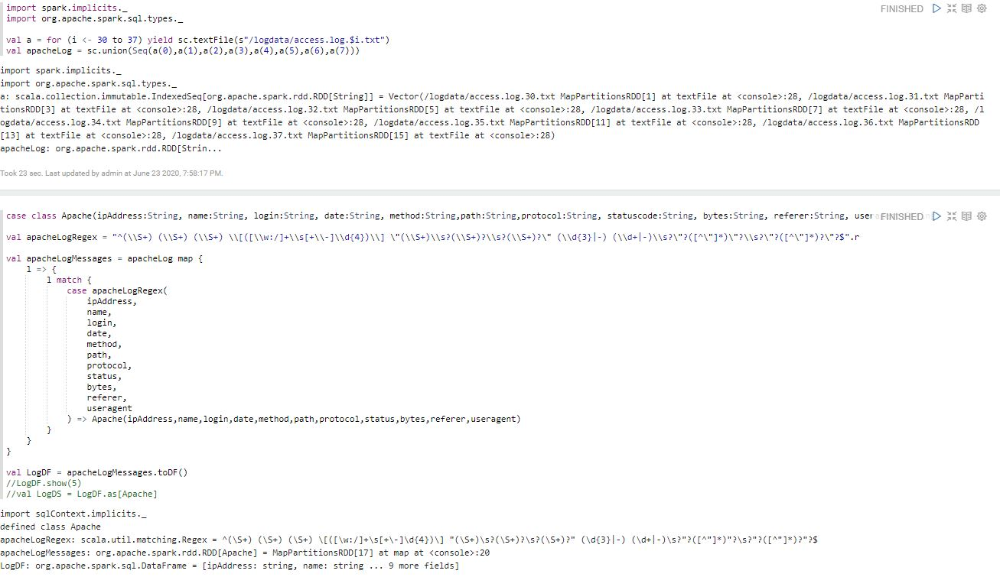 import spark.implicits._
FINISHED
import org.apache.spark.sql.types._
val a = for (i <- 30 to 37) yield sc.textFile(s"/logdata/access.log.$i.txt")
val apacheLog = sc.union(Seq(a(0),a(1),a(2),a(3),a(4),a(5),a(6),a(7)))
import spark.implicits._
import org.apache.spark.sql.types._
a: scala.collection.immutable.IndexedSeq[org.apache.spark.rdd.RDD[String]] = Vector(/logdata/access.log.30.txt MapPartitionsRDD[1] at textFile at <console>:28, /logdata/access.log.31.txt MapParti
tionsRDD[3] at textFile at <console>:28, /logdata/access.log.32.txt MapPartitionsRDD[5] at textFile at <console>:28, /logdata/access.log.33.txt MapPartitionsRDD[7] at textFile at <console>:28, /l
ogdata/access.log.34.txt MapPartitionsRDD[9] at textFile at <console>:28, /logdata/access.log.35.txt MapPartitionsRDD[11] at textFile at <console>:28, /logdata/access.log.36.txt MapPartitionsRDD
[13] at textFile at <console>:28, /logdata/access.log.37.txt MapPartitionsRDD[15] at textFile at <console>:28)
apacheLog: org.apache.spark.rdd.RDD[Strin...
Took 23 sec. Last updated by admin at June 23 2020, 7:58:17 PM.
case class Apache(ipAddress:String, name:String, login:String, date:String, method:String,path:String,protocol:String, statuscode:String, bytes:String, referer:String, user
FINISHED
val apacheLogRegex = "^(\\S+) (\\S+) (\\S+) \\[([\\w:/]+\\s[+\\-]\\d{4})\\] \"(\\S+)\\s?(\\S+)?\\s?(\\S+)?\" (\\d{3}|-) (\\d+|-)\\s?\"?([^\"]*)\"?\\s?\"?([^\"]*)?\"?$".r
val apacheLogMessages = apacheLog map {
l => {
l match {
case apacheLogRegex(
ipAddress,
name,
login,
date,
method,
path,
protocol,
status,
bytes,
referer,
useragent
) => Apache(ipAddress,name,login,date,method,path,protocol,status,bytes,referer,useragent)
}
}
}
val LogDF = apacheLogMessages.toDF()
//LogDF.show(5)
//val LogDS = LogDF.as[Apache]
import sqlContext.implicits._
defined class Apache
apacheLogRegex: scala.util.matching.Regex = ^(\S+) (\S+) (\S+) \[([\w:/]+\s[+\-]\d{4})\] "(\S+)\s?(\S+)?\s?(\S+)?" (\d{3}|-) (\d+|-)\s?"?([^"]*)"?\s?"?([^"]*)?"?$
apacheLogMessages: org.apache.spark.rdd.RDD[Apache] = MapPartitionsRDD[17] at map at <console>:20
LogDF: org.apache.spark.sql.DataFrame = [ipAddress: string, name: string ... 9 more fields]